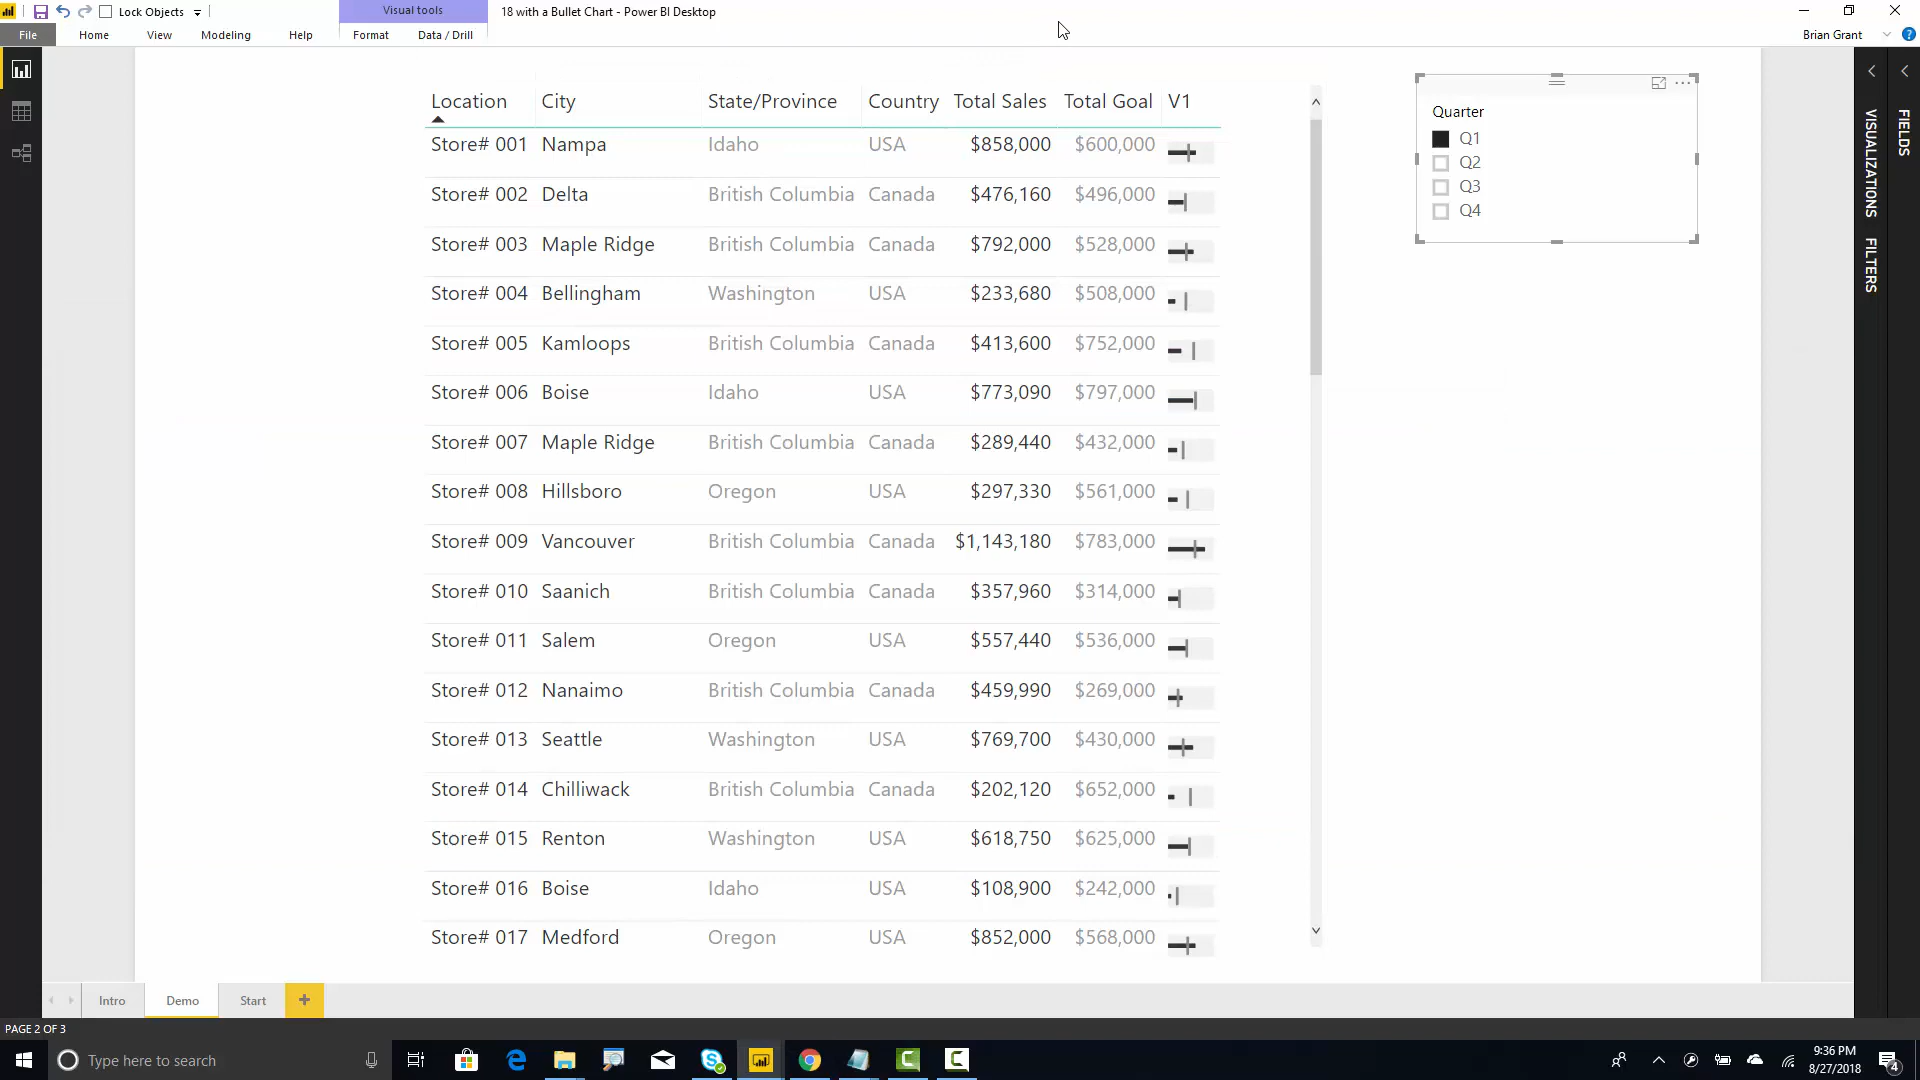 Lock Objects
Visual tools
18 with a Bullet Chart - Power BI Desktop
File Home View Modeling Help Format Data / Drill
Brian Grant
Location City State/Province Country Total Sales Total Goal V1
Store# 001 Nampa Idaho USA $858,000 $600,000
Store# 002 Delta British Columbia Canada $476,160 $496,000
Store# 003 Maple Ridge British Columbia Canada $792,000 $528,000
Store# 004 Bellingham Washington USA $233,680 $508,000
Store# 005 Kamloops British Columbia Canada $413,600 $752,000
Store# 006 Boise Idaho USA $773,090 $797,000
Store# 007 Maple Ridge British Columbia Canada $289,440 $432,000
Store# 008 Hillsboro Oregon USA $297,330 $561,000
Store# 009 Vancouver British Columbia Canada $1,143,180 $783,000
Store# 010 Saanich British Columbia Canada $357,960 $314,000
Store# 011 Salem Oregon USA $557,440 $536,000
Store# 012 Nanaimo British Columbia Canada $459,990 $269,000
Store# 013 Seattle Washington USA $769,700 $430,000
Store# 014 Chilliwack British Columbia Canada $202,120 $652,000
Store# 015 Renton Washington USA $618,750 $625,000
Store# 016 Boise Idaho USA $108,900 $242,000
Store# 017 Medford Oregon USA $852,000 $568,000
Quarter
Q1
Q2
Q3
Q4
VISUALIZATIONS
FILTERS
FIELDS
Intro Demo Start
PAGE 2 OF 3
Type here to search
9:36 PM
8/27/2018
4